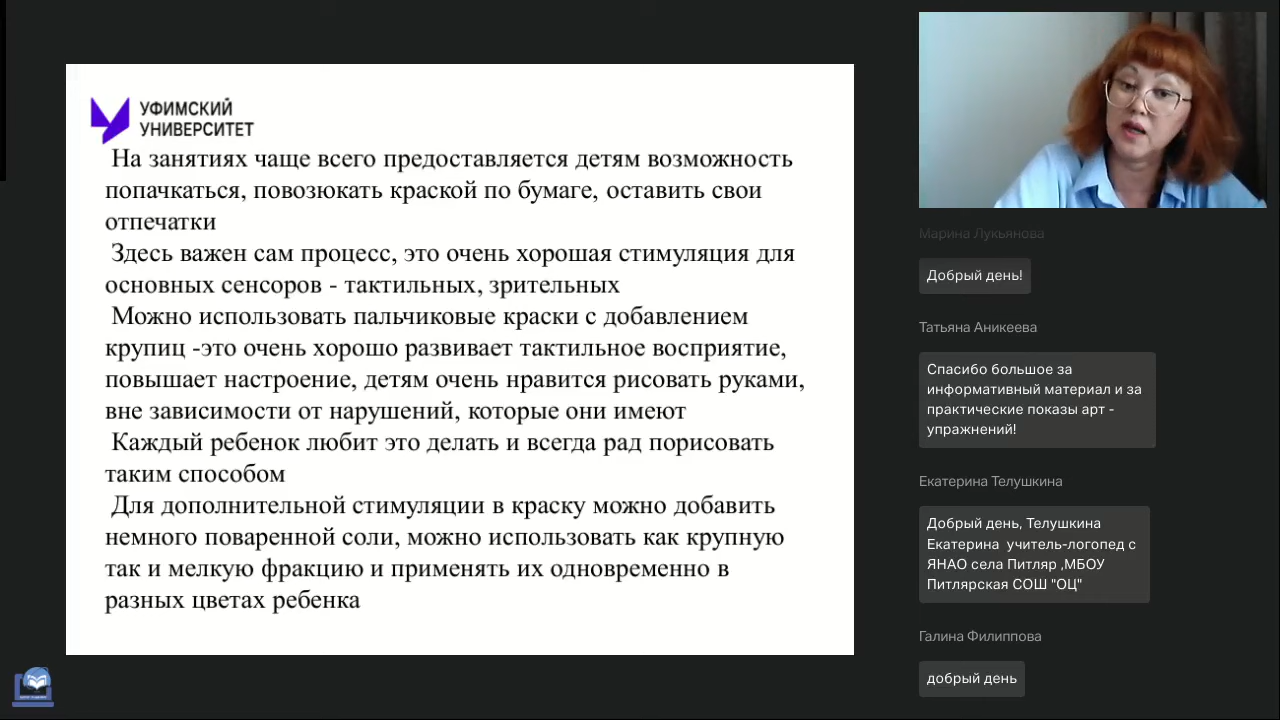 УФИМСКИЙ
УНИВЕРСИТЕТ
На занятиях чаще всего предоставляется детям возможность
попачкаться, повозюкать краской по бумаге, оставить свои
отпечатки
Здесь важен сам процесс, это очень хорошая стимуляция для
основных сенсоров - тактильных, зрительных
Можно использовать пальчиковые краски с добавлением
крупиц -это очень хорошо развивает тактильное восприятие,
повышает настроение, детям очень нравится рисовать руками,
вне зависимости от нарушений, которые они имеют
Каждый ребенок любит это делать и всегда рад порисовать
таким способом
Для дополнительной стимуляции в краску можно добавить
немного поваренной соли, можно использовать как крупную
так и мелкую фракцию и применять их одновременно в
разных цветах ребенка
Марина Лукьянова
Добрый день!
Татьяна Аникеева
Спасибо большое за
информативный материал и за
практические показы арт -
упражнений!
Екатерина Телушкина
Добрый день, Телушкина
Екатерина  учитель-логопед с
ЯНАО села Питляр ,МБОУ
Питлярская СОШ "ОЦ"
Галина Филиппова
добрый день